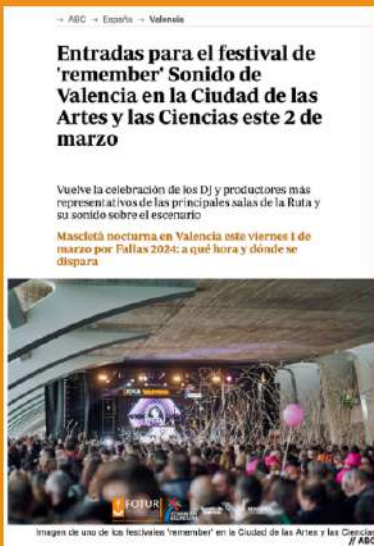 → ABC → España → Valencia
Entradas para el festival de
'remember' Sonido de
Valencia en la Ciudad de las
Artes y las Ciencias este 2 de
marzo
Vuelve la celebración de los DJ y productores más
representativos de las principales salas de la Ruta y
su sonido sobre el escenario
Mascletà nocturna en Valencia este viernes 1 de
marzo por Fallas 2024: a qué hora y dónde se
dispara
FOTUR
Imagen de uno de los festivales 'remember' en la Ciudad de las Artes y las Ciencias
// ABC